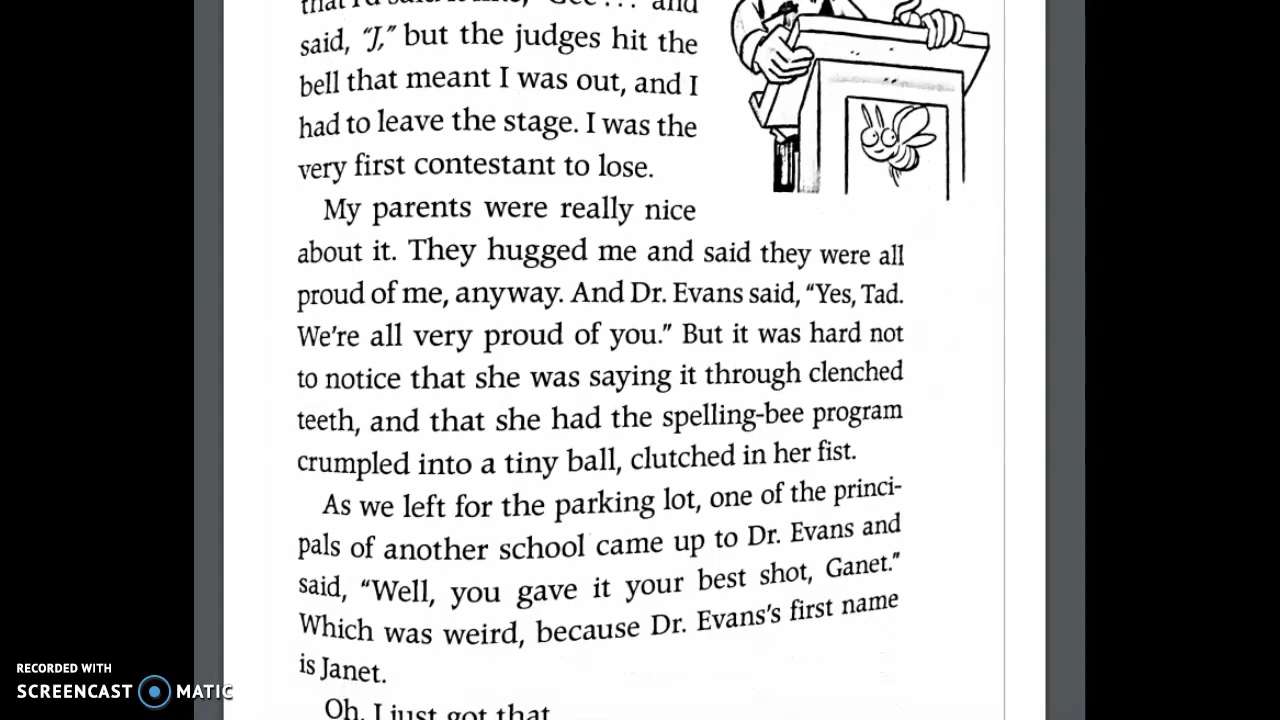 said, "J," but the judges hit the
bell that meant I was out, and I
had to leave the stage. I was the
very first contestant to lose.
My parents were really nice
about it. They hugged me and said they were all
proud of me, anyway. And Dr. Evans said, "Yes, Tad.
We're all very proud of you." But it was hard not
to notice that she was saying it through clenched
teeth, and that she had the spelling-bee program
crumpled into a tiny ball, clutched in her fist.
As we left for the parking lot, one of the princi-
pals of another school came up to Dr. Evans and
said, "Well, you gave it your best shot, Ganet."
Which was weird, because Dr. Evans's first name
is Janet.
Oh. I just got that
RECORDED WITH
SCREENCAST MATIC